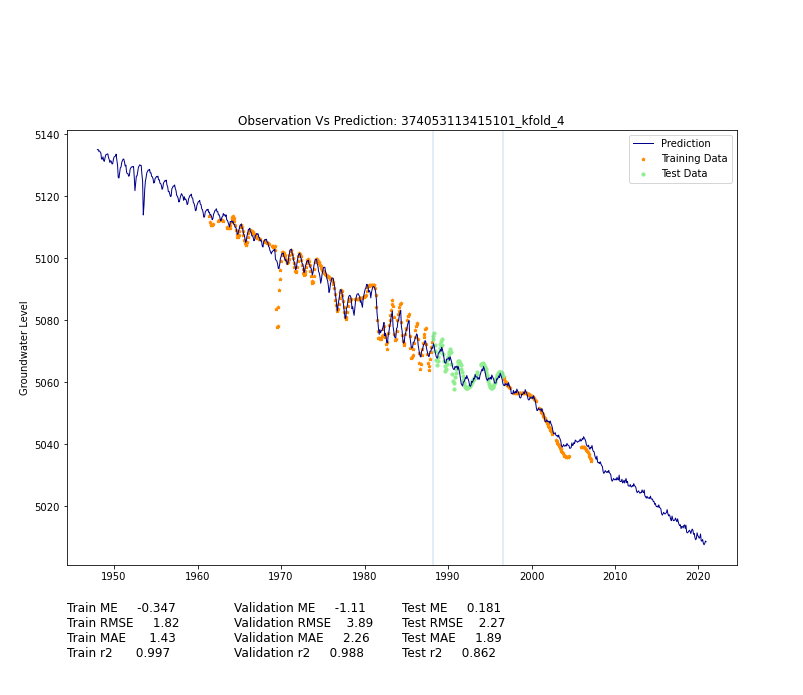 Observation Vs Prediction: 374053113415101_kfold_4
Prediction
Training Data
Test Data
5140
5120
5100
5080
5060
5040
5020
Groundwater Level
1950 1960 1970 1980 1990 2000 2010 2020
Train ME -0.347 Validation ME -1.11 Test ME 0.181
Train RMSE 1.82 Validation RMSE 3.89 Test RMSE 2.27
Train MAE 1.43 Validation MAE 2.26 Test MAE 1.89
Train r2 0.997 Validation r2 0.988 Test r2 0.862